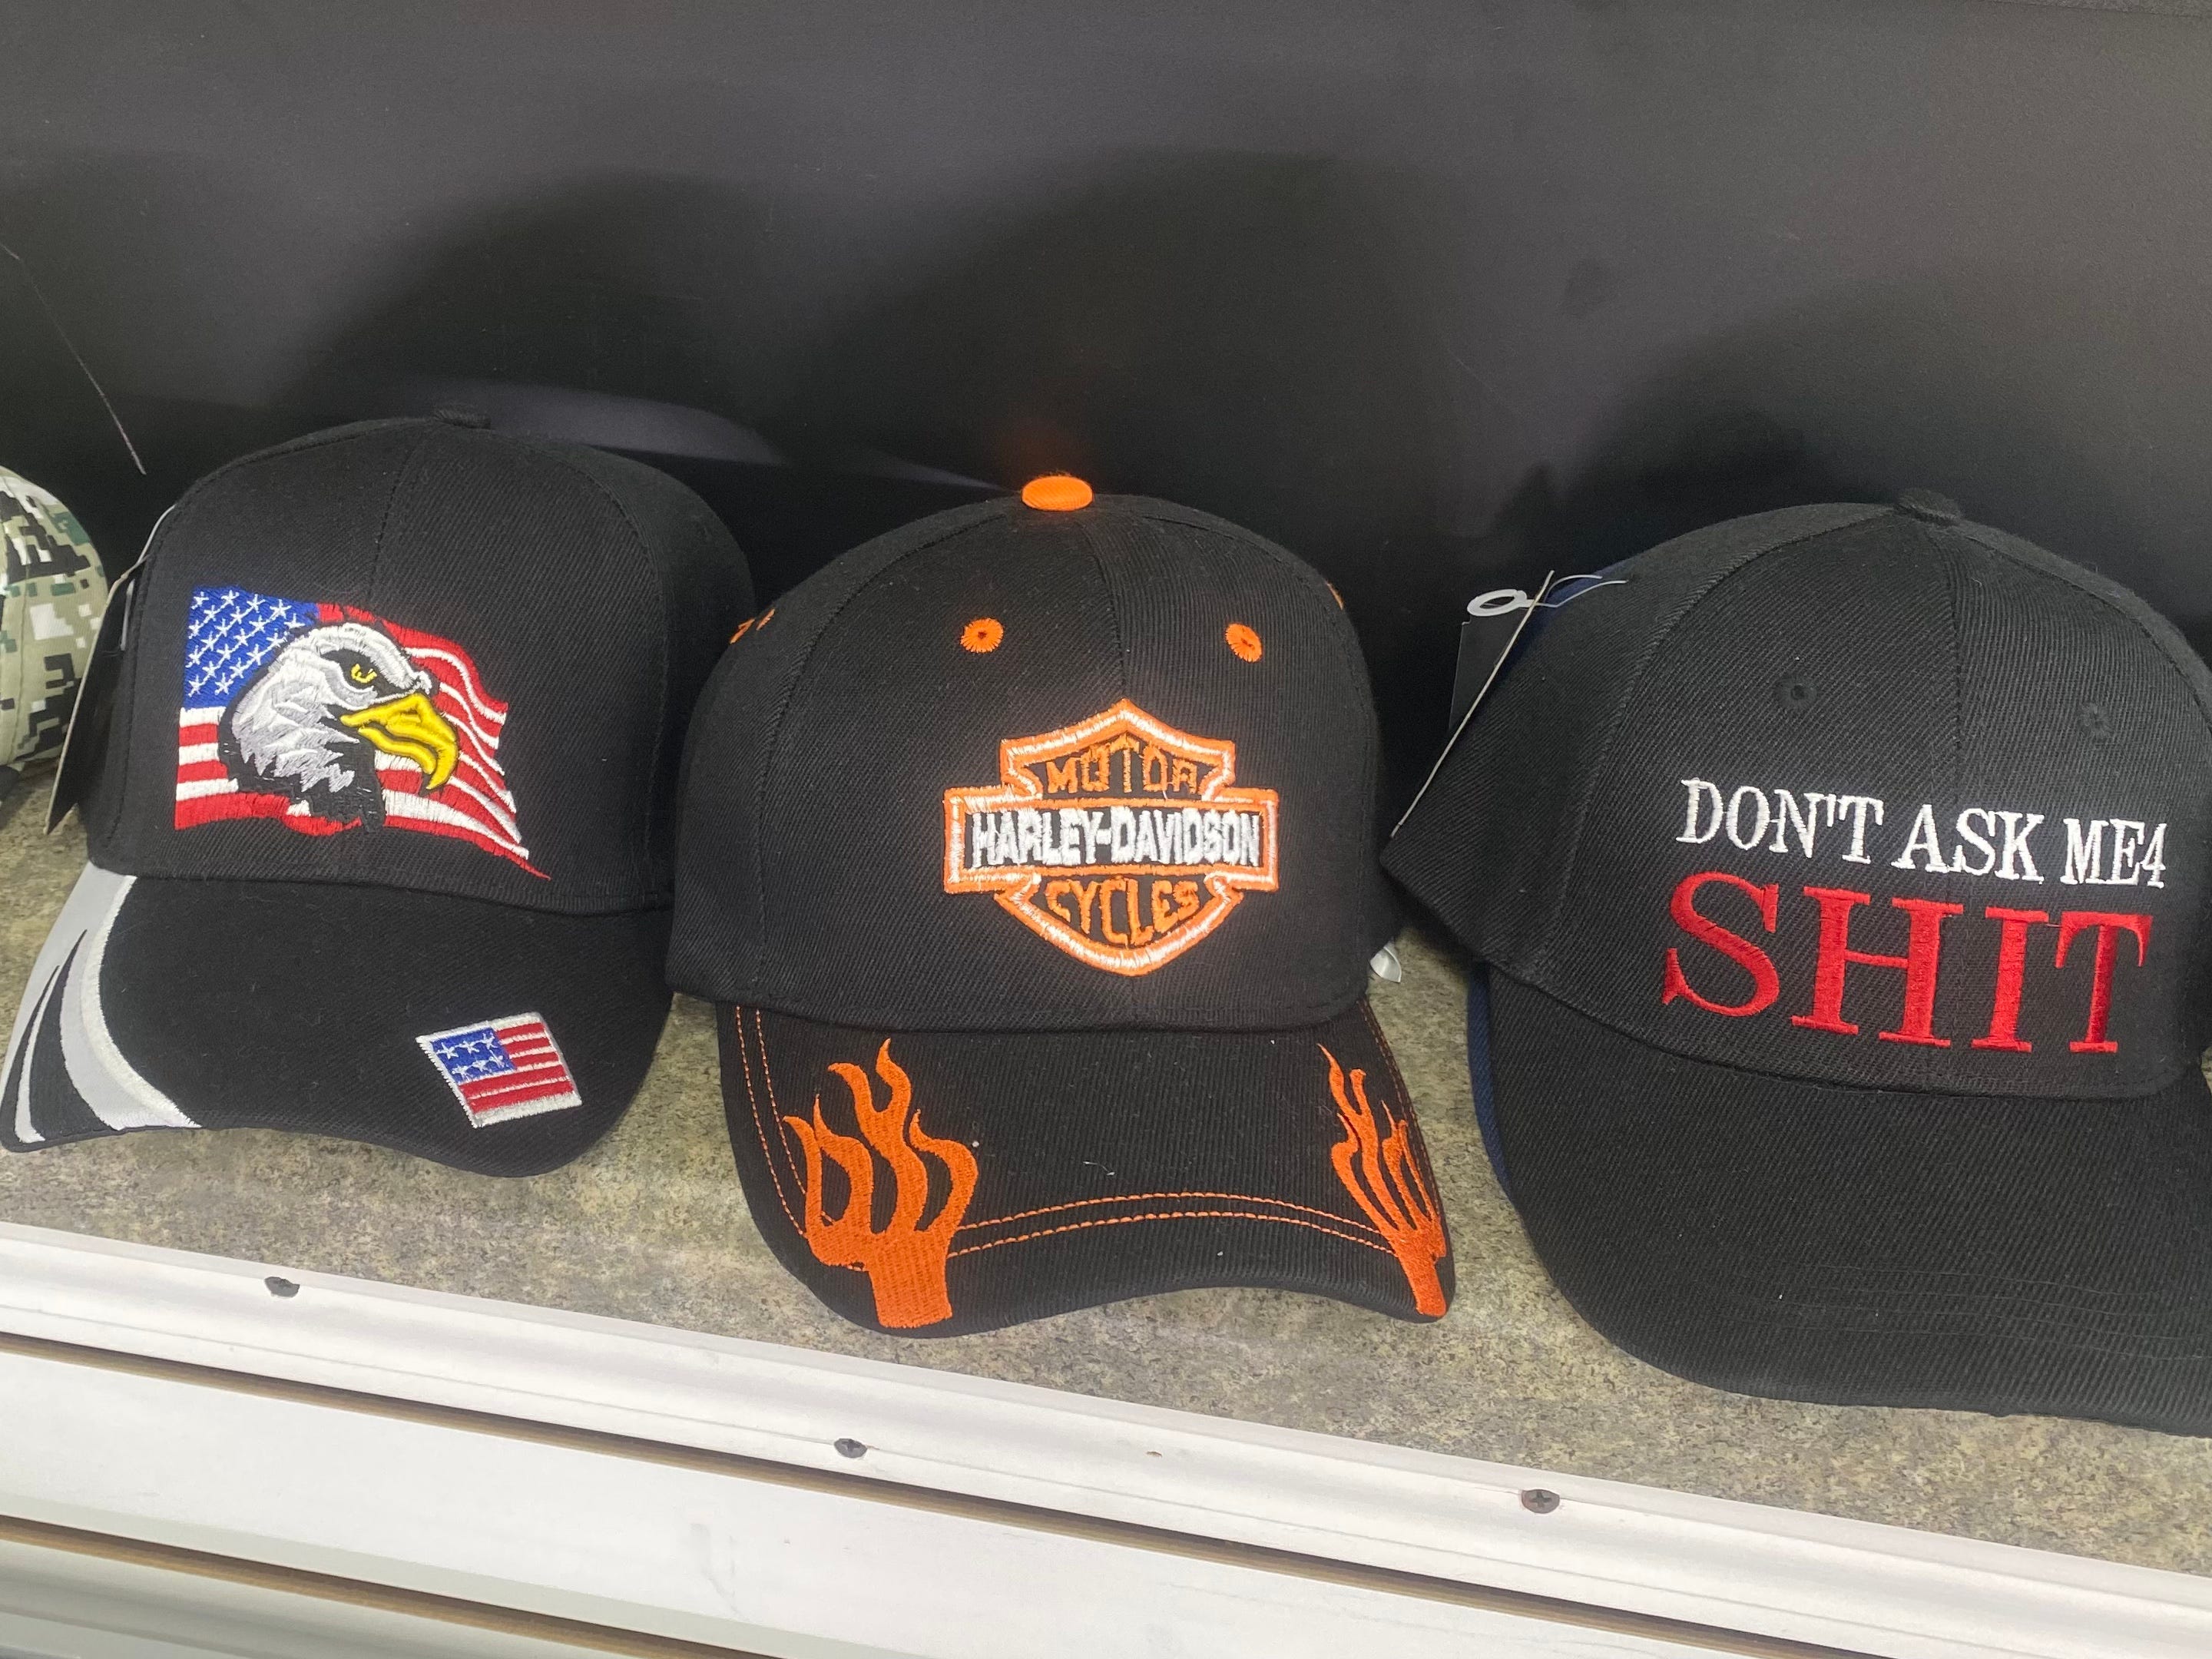 MOTOR
HARLEY-DAVIDSON
CYCLES
DON'T ASK ME4
SHIT